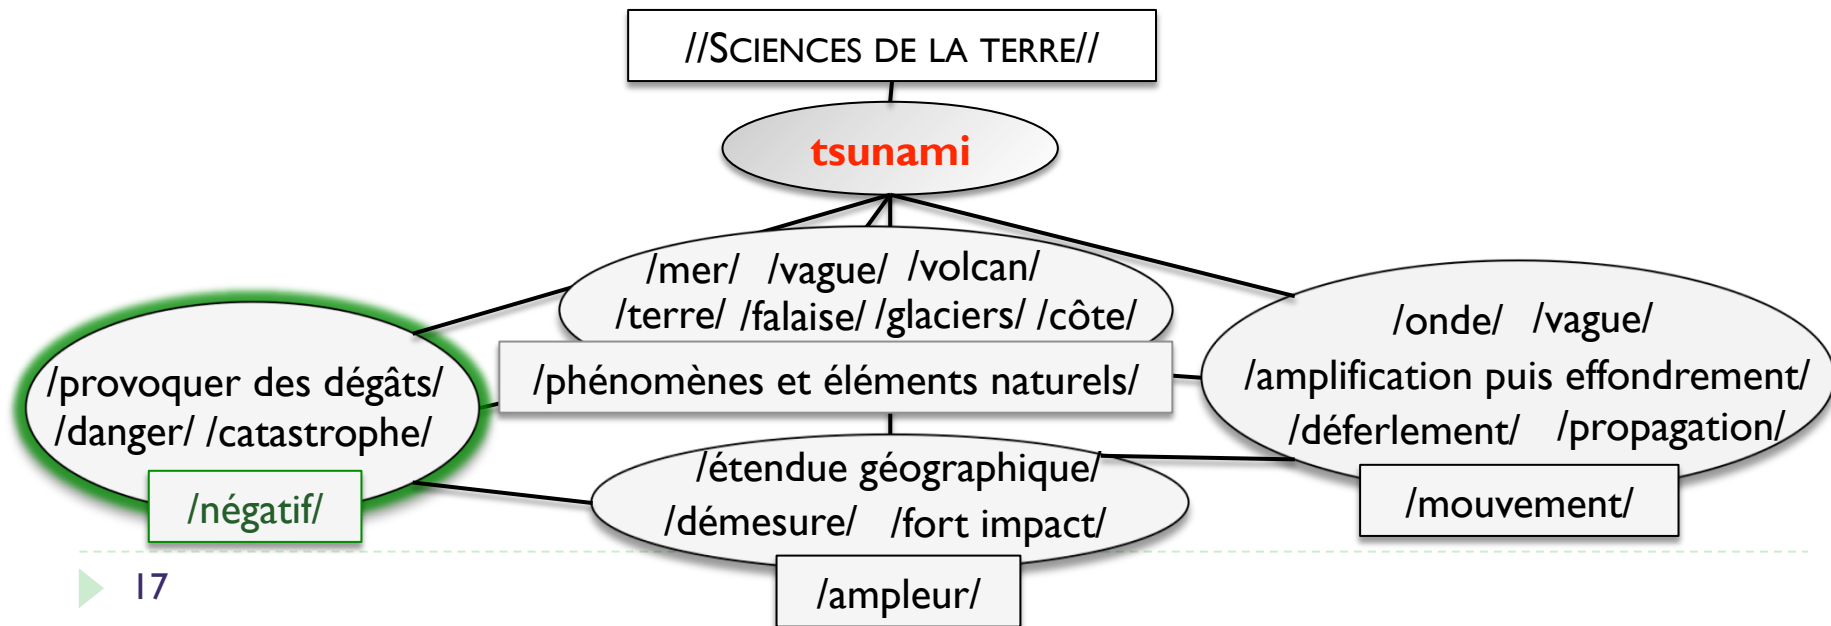 //SCIENCES DE LA TERRE//
tsunami
/mer/ /vague/ /volcan/
/terre/ /falaise/ /glaciers/ /côte/
/phénomènes et éléments naturels/
/provoquer des dégâts/
/danger/ /catastrophe/
/négatif/
/onde/ /vague/
/amplification puis effondrement/
/déferlement/ /propagation/
/mouvement/
/étendue géographique/
/démesure/ /fort impact/
/ampleur/
17